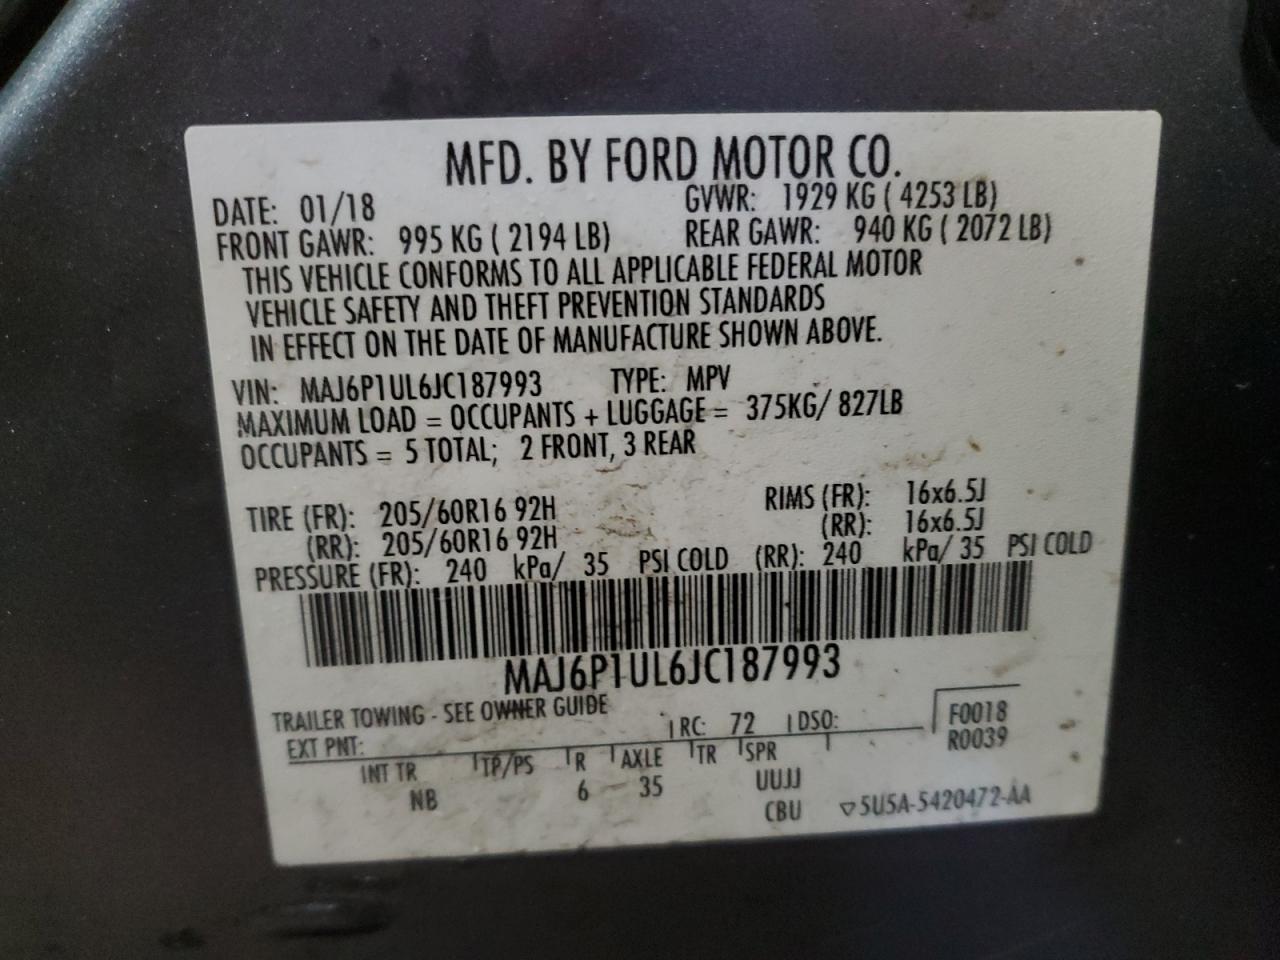 MFD. BY FORD MOTOR CO.
DATE: 01/18 GVWR: 1929 KG ( 4253 LB)
FRONT GAWR: 995 KG ( 2194 LB) REAR GAWR: 940 KG ( 2072 LB)
THIS VEHICLE CONFORMS TO ALL APPLICABLE FEDERAL MOTOR
VEHICLE SAFETY AND THEFT PREVENTION STANDARDS
IN EFFECT ON THE DATE OF MANUFACTURE SHOWN ABOVE.
VIN: MAJ6P1UL6JC187993 TYPE: MPV
MAXIMUM LOAD = OCCUPANTS + LUGGAGE = 375KG/ 827LB
OCCUPANTS = 5 TOTAL; 2 FRONT, 3 REAR
TIRE (FR): 205/60R16 92H RIMS (FR): 16x6.5J
(RR): 205/60R16 92H (RR): 16x6.5J
PRESSURE (FR): 240 kPa/ 35 PSI COLD (RR): 240 kPa/ 35 PSI COLD
MAJ6P1UL6JC187993
TRAILER TOWING - SEE OWNER GUIDE
EXT PNT: RC: 72 DSO: F0018
R0039
INT TR TP/PS R AXLE TR SPR
NB 6 35 UUJJ
CBU ▽5U5A-5420472-AA